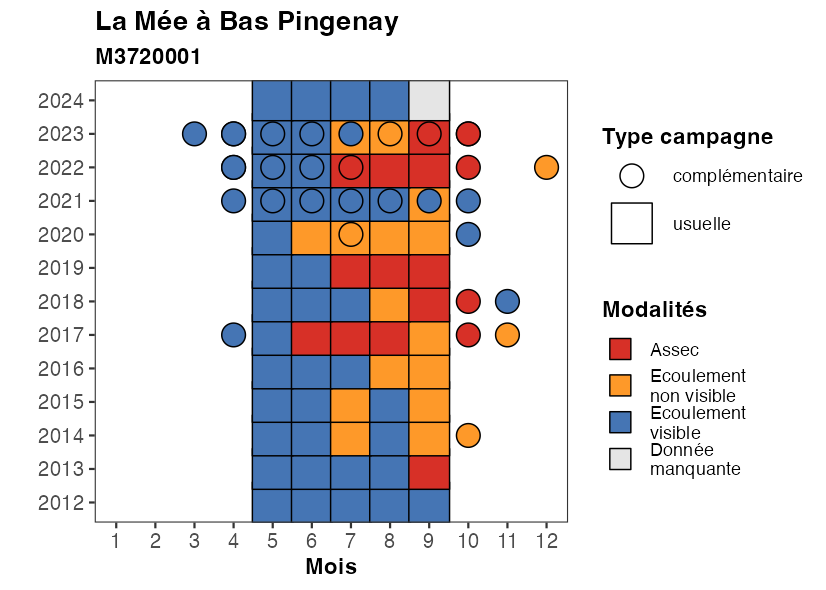 La Mée à Bas Pingenay
M3720001
2024
2023
2022
2021
2020
2019
2018
2017
2016
2015
2014
2013
2012
1 2 3 4 5 6 7 8 9 10 11 12
Mois
Type campagne
complémentaire
usuelle
Modalités
Assec
Ecoulement
non visible
Ecoulement
visible
Donnée
manquante